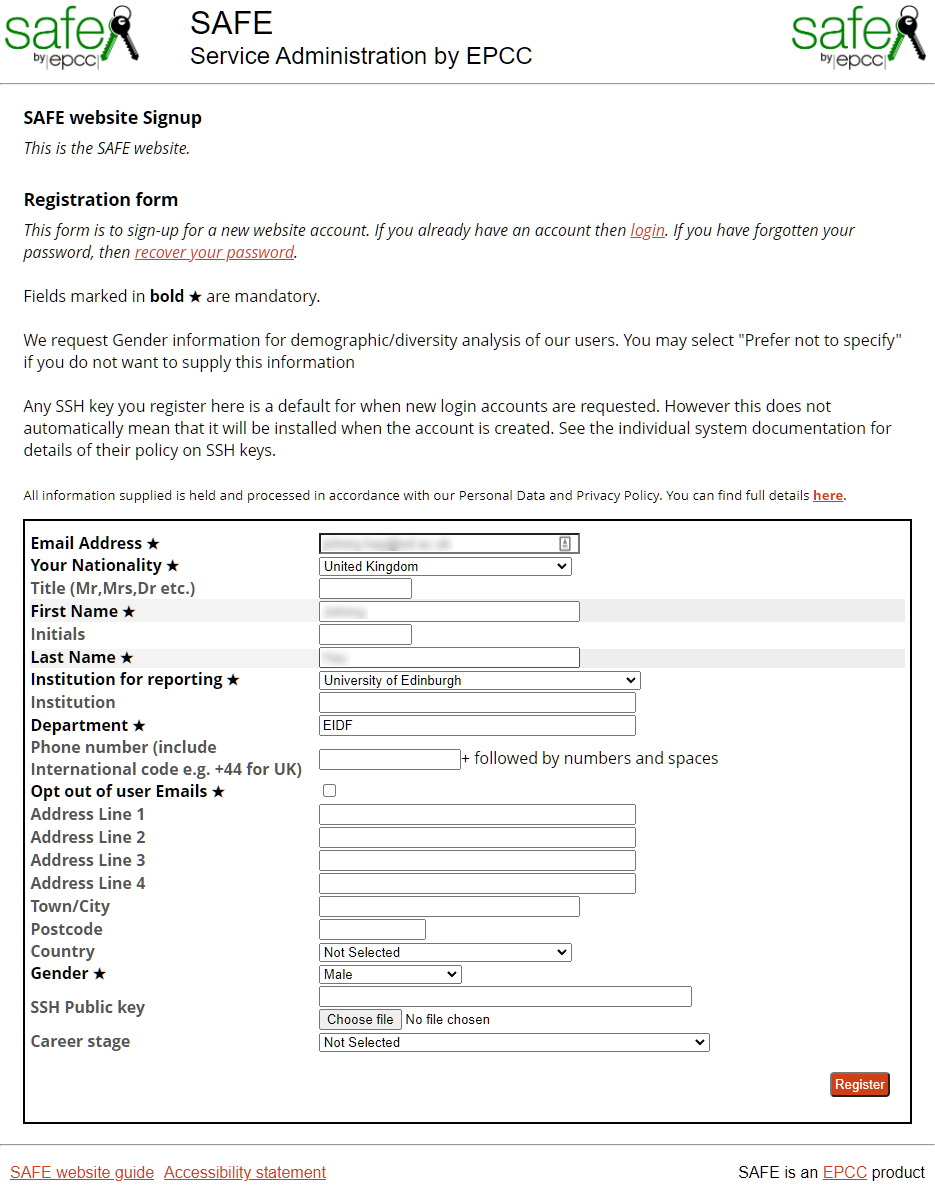 safe
by epcc
SAFE
Service Administration by EPCC
safe
by epcc
SAFE website Signup
This is the SAFE website.
Registration form
This form is to sign-up for a new website account. If you already have an account then login. If you have forgotten your
password, then recover your password.
Fields marked in bold ★ are mandatory.
We request Gender information for demographic/diversity analysis of our users. You may select "Prefer not to specify"
if you do not want to supply this information
Any SSH key you register here is a default for when new login accounts are requested. However this does not
automatically mean that it will be installed when the account is created. See the individual system documentation for
details of their policy on SSH keys.
All information supplied is held and processed in accordance with our Personal Data and Privacy Policy. You can find full details here.
Email Address ★
Your Nationality ★ United Kingdom
Title (Mr,Mrs,Dr etc.)
First Name ★
Initials
Last Name ★
Institution for reporting ★ University of Edinburgh
Institution
Department ★ EIDF
Phone number (include
International code e.g. +44 for UK) + followed by numbers and spaces
Opt out of user Emails ★
Address Line 1
Address Line 2
Address Line 3
Address Line 4
Town/City
Postcode
Country Not Selected
Gender ★ Male
SSH Public key
Choose file No file chosen
Career stage Not Selected
Register
SAFE website guide Accessibility statement SAFE is an EPCC product